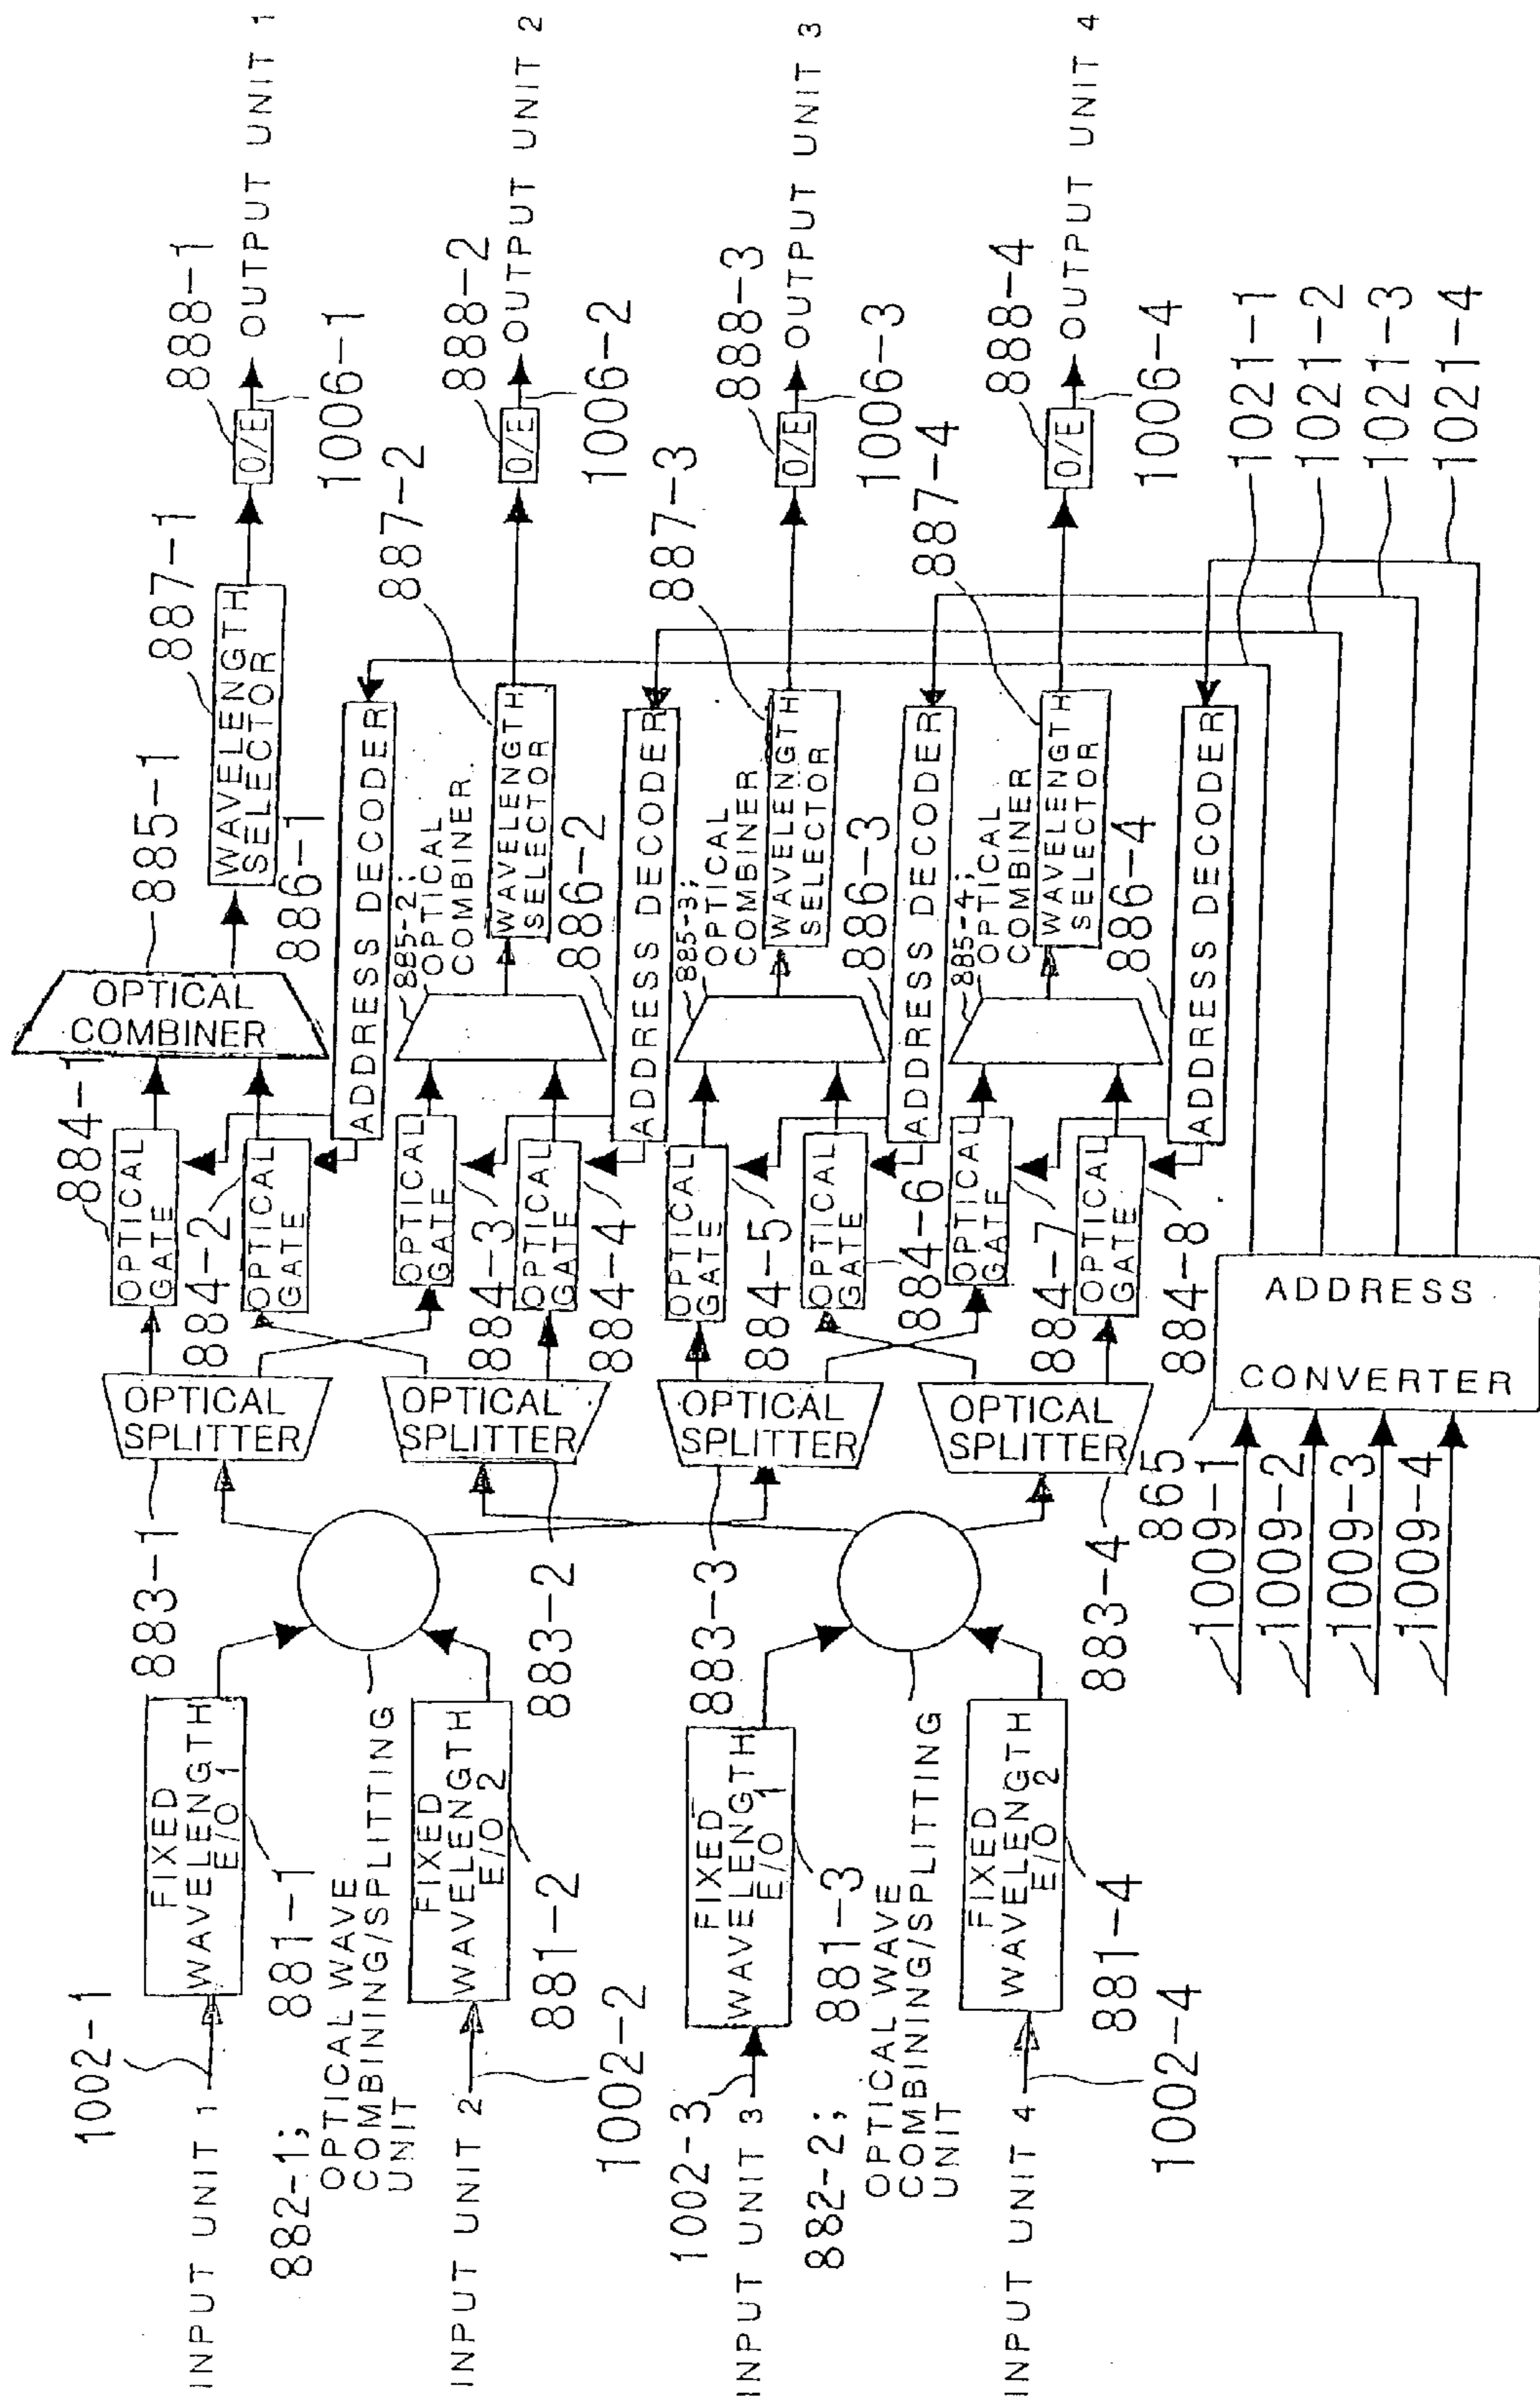 INPUT UNIT 1
1002-1
FIXED
WAVELENGTH
E/O 1
881-1
882-1;
OPTICAL WAVE
COMBINING/SPLITTING
UNIT
INPUT UNIT 2
1002-2
FIXED
WAVELENGTH
E/O 2
881-2
INPUT UNIT 3
1002-3
FIXED
WAVELENGTH
E/O 1
881-3
882-2;
OPTICAL WAVE
COMBINING/SPLITTING
UNIT
INPUT UNIT 4
1002-4
FIXED
WAVELENGTH
E/O 2
881-4
883-1
OPTICAL
SPLITTER
883-2
OPTICAL
SPLITTER
883-3
OPTICAL
SPLITTER
883-4
OPTICAL
SPLITTER
884-1
OPTICAL
GATE
884-2
OPTICAL
GATE
884-3
OPTICAL
GATE
884-4
OPTICAL
GATE
884-5
OPTICAL
GATE
884-6
OPTICAL
GATE
884-7
OPTICAL
GATE
884-8
OPTICAL
GATE
OPTICAL
COMBINER
885-1
886-1
ADDRESS DECODER
885-2;
OPTICAL
COMBINER
886-2
ADDRESS DECODER
885-3;
OPTICAL
COMBINER
886-3
ADDRESS DECODER
885-4;
OPTICAL
COMBINER
886-4
ADDRESS DECODER
887-1
WAVELENGTH
SELECTOR
887-2
WAVELENGTH
SELECTOR
887-3
WAVELENGTH
SELECTOR
887-4
WAVELENGTH
SELECTOR
888-1
O/E
1006-1
OUTPUT UNIT 1
888-2
O/E
1006-2
OUTPUT UNIT 2
888-3
O/E
1006-3
OUTPUT UNIT 3
888-4
O/E
1006-4
OUTPUT UNIT 4
865
1009-1
1009-2
1009-3
1009-4
ADDRESS
CONVERTER
1021-1
1021-2
1021-3
1021-4